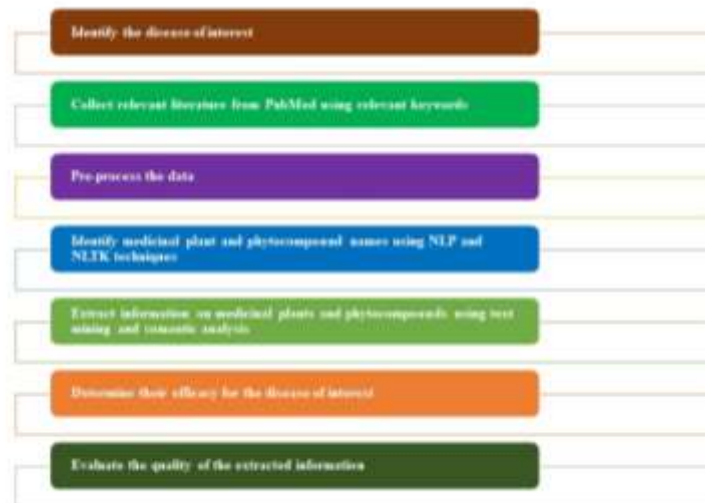 Identify the disease of interest
Collect relevant literature from PubMed using relevant keywords
Pre-process the data
Identify medicinal plant and phytocompound names using NLP and
NLTK techniques
Extract information on medicinal plants and phytocompounds using text
mining and semantic analysis
Determine their efficacy for the disease of interest
Evaluate the quality of the extracted information